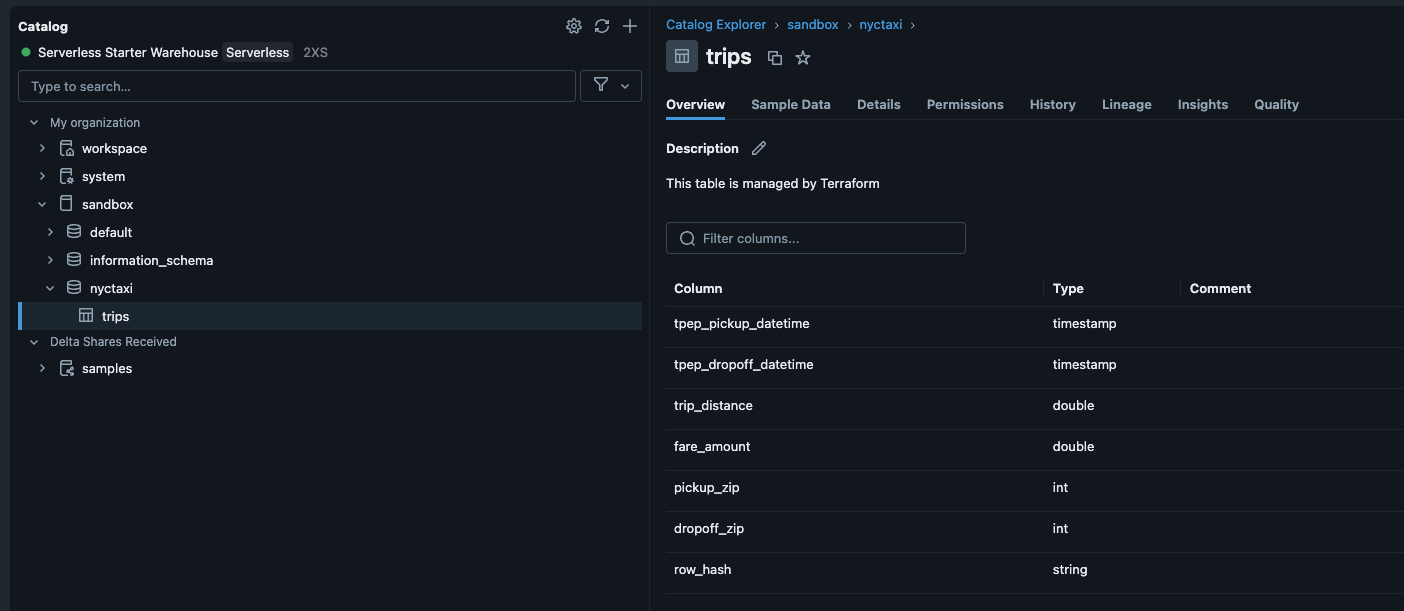 Catalog
Serverless Starter Warehouse Serverless 2XS
Type to search...
My organization
workspace
system
sandbox
default
information_schema
nyctaxi
trips
Delta Shares Received
samples
Catalog Explorer › sandbox › nyctaxi ›
trips
Overview Sample Data Details Permissions History Lineage Insights Quality
Description
This table is managed by Terraform
Filter columns...
Column Type Comment
tpep_pickup_datetime timestamp
tpep_dropoff_datetime timestamp
trip_distance double
fare_amount double
pickup_zip int
dropoff_zip int
row_hash string